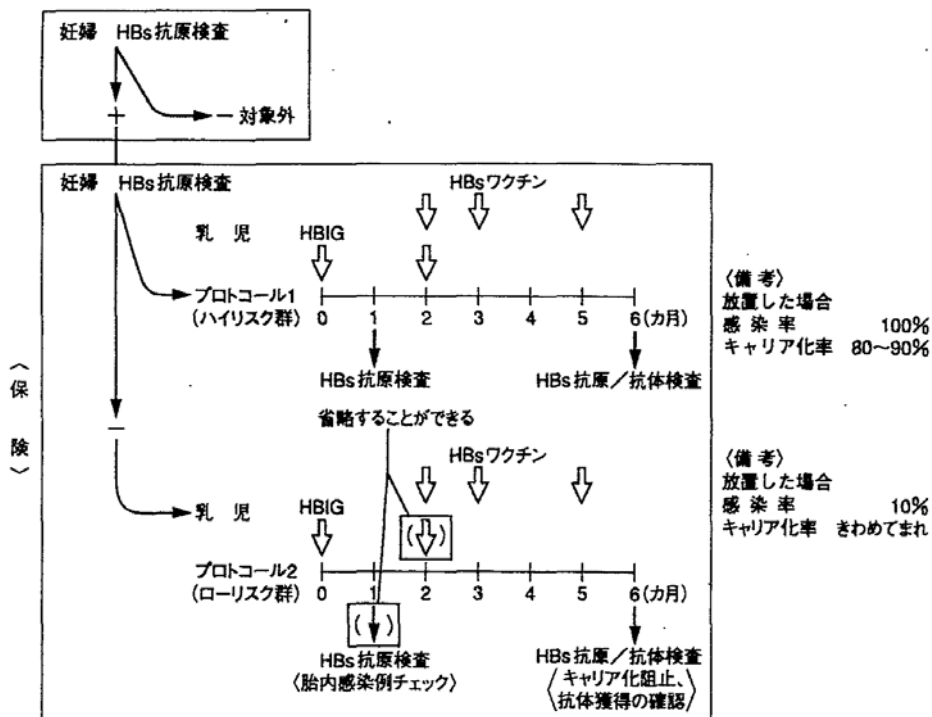 妊婦 HBs抗原検査
+
− 対象外
妊婦 HBs抗原検査
HBsワクチン
乳児 HBIG
プロトコール1
(ハイリスク群)
0 1 2 3 4 5 6(カ月)
HBs抗原検査
HBs抗原／抗体検査
〈備考〉
放置した場合
感染率 100%
キャリア化率 80〜90%
〈保険〉
−
省略することができる
HBsワクチン
乳児 HBIG
( )
プロトコール2
(ローリスク群)
0 1 2 3 4 5 6(カ月)
( )
HBs抗原検査
〈胎内感染例チェック〉
HBs抗原／抗体検査
〈キャリア化阻止、
抗体獲得の確認〉
〈備考〉
放置した場合
感染率 10%
キャリア化率 きわめてまれ